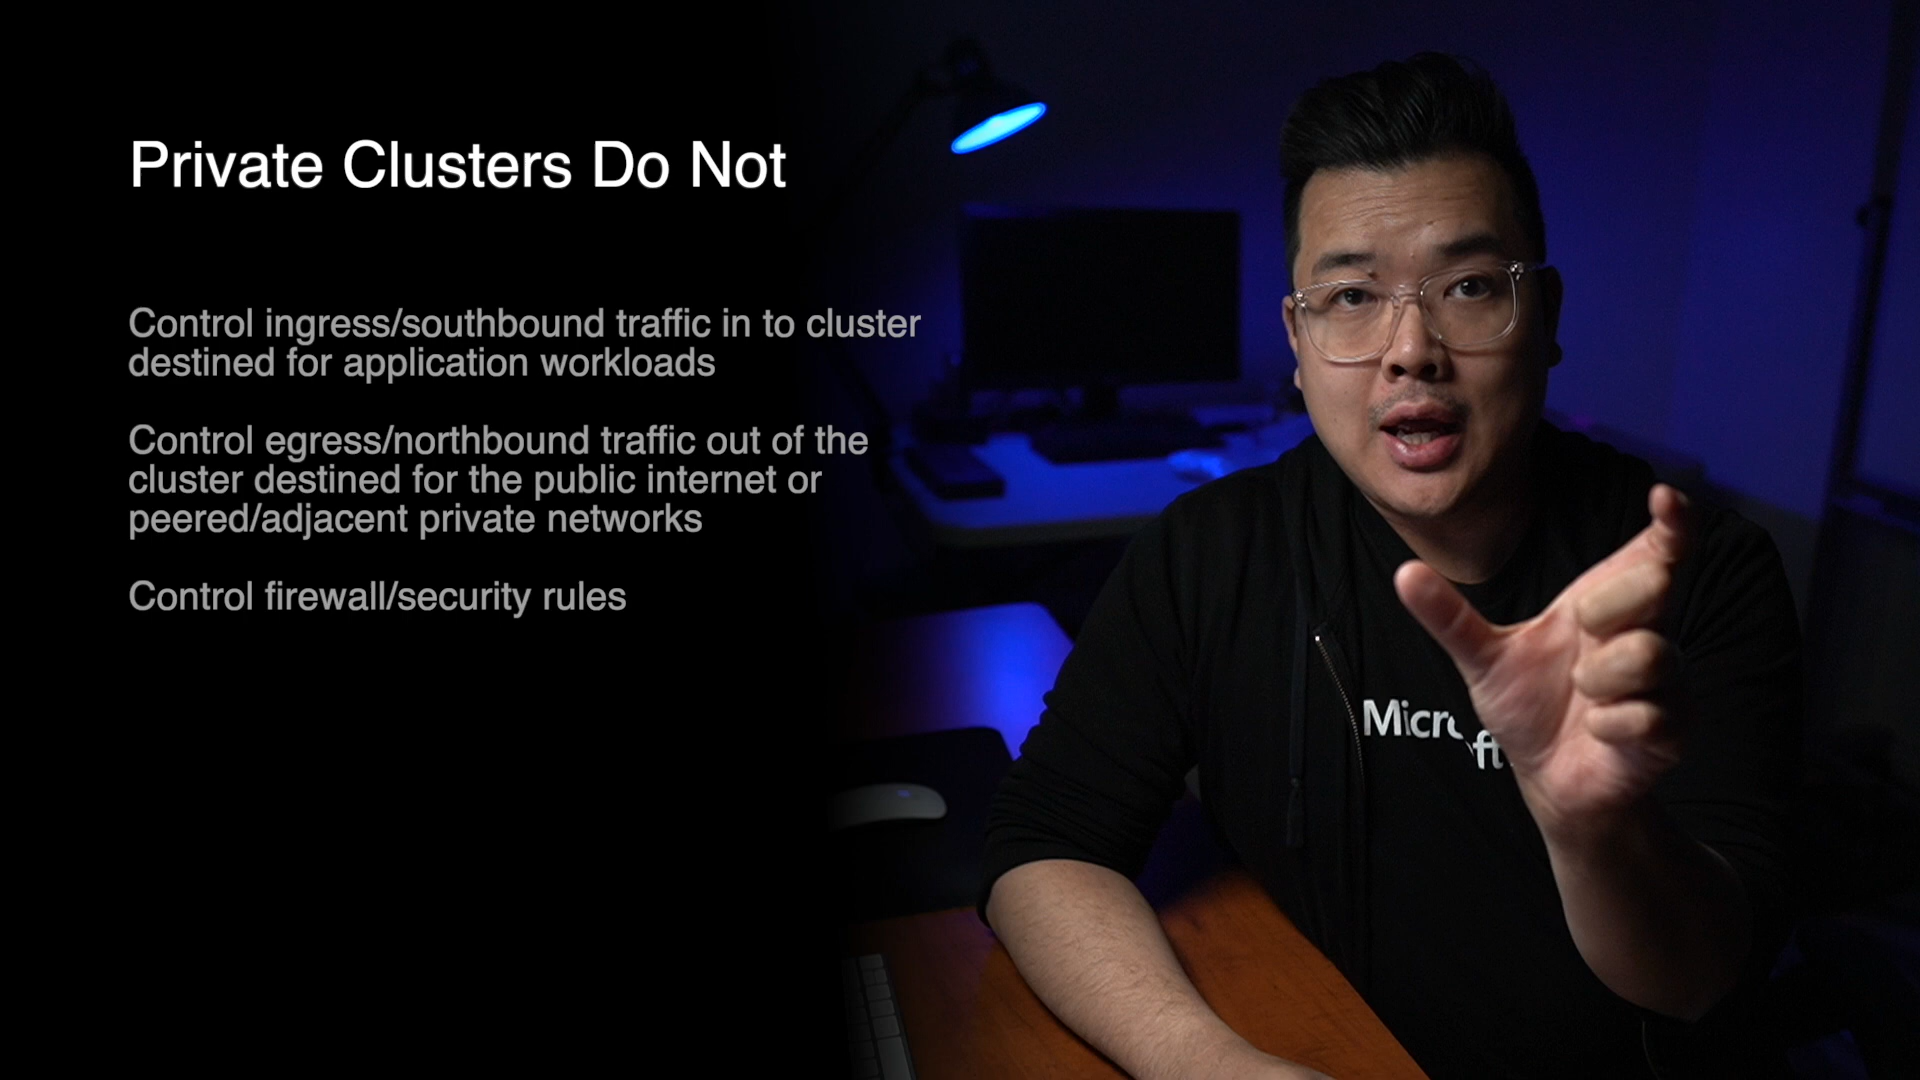 Private Clusters Do Not
Control ingress/southbound traffic in to cluster
destined for application workloads
Control egress/northbound traffic out of the
cluster destined for the public internet or
peered/adjacent private networks
Control firewall/security rules
Micr
ft